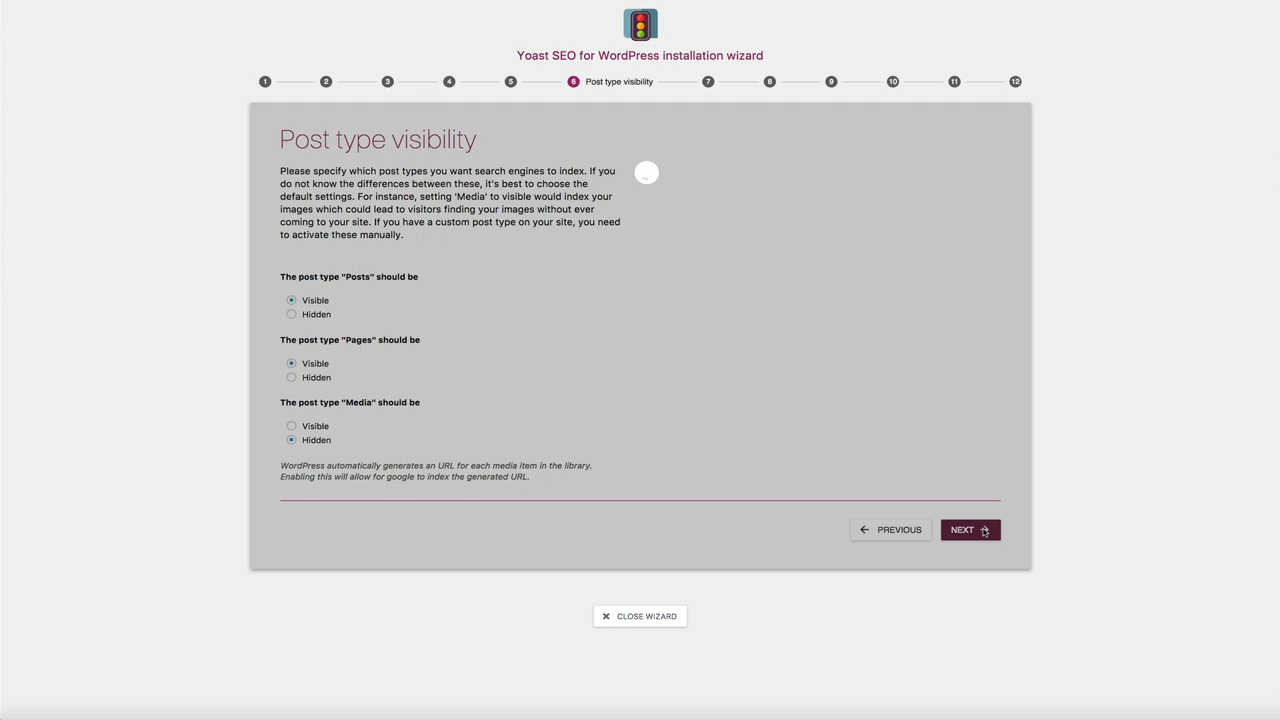 Yoast SEO for WordPress installation wizard
1 2 3 4 5 6 Post type visibility 7 8 9 10 11 12
Post type visibility
Please specify which post types you want search engines to index. If you
do not know the differences between these, it's best to choose the
default settings. For instance, setting 'Media' to visible would index your
images which could lead to visitors finding your images without ever
coming to your site. If you have a custom post type on your site, you need
to activate these manually.
The post type "Posts" should be
Visible
Hidden
The post type "Pages" should be
Visible
Hidden
The post type "Media" should be
Visible
Hidden
WordPress automatically generates an URL for each media item in the library.
Enabling this will allow for google to index the generated URL.
PREVIOUS NEXT
CLOSE WIZARD